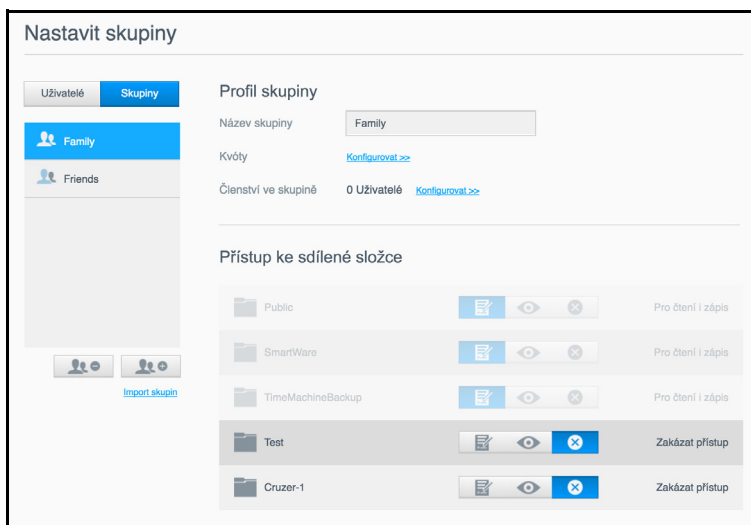 Nastavit skupiny
Uživatelé Skupiny
Family
Friends
Import skupin
Profil skupiny
Název skupiny Family
Kvóty Konfigurovat >>
Členství ve skupině 0 Uživatelé Konfigurovat >>
Přístup ke sdílené složce
Public Pro čtení i zápis
SmartWare Pro čtení i zápis
TimeMachineBackup Pro čtení i zápis
Test Zakázat přístup
Cruzer-1 Zakázat přístup